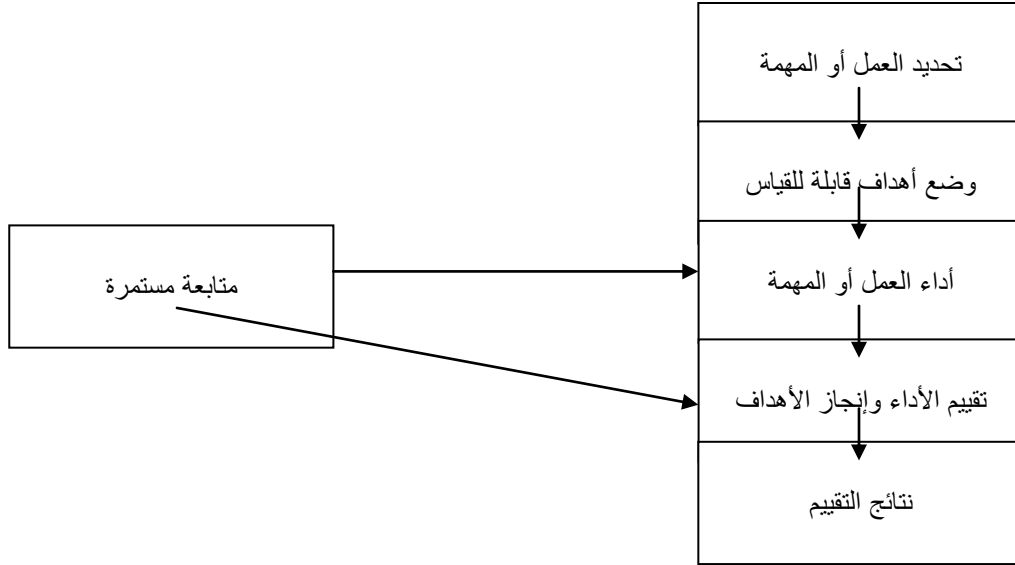 تحديد العمل أو المهمة
وضع أهداف قابلة للقياس
أداء العمل أو المهمة
متابعة مستمرة
تقييم الأداء وإنجاز الأهداف
نتائج التقييم